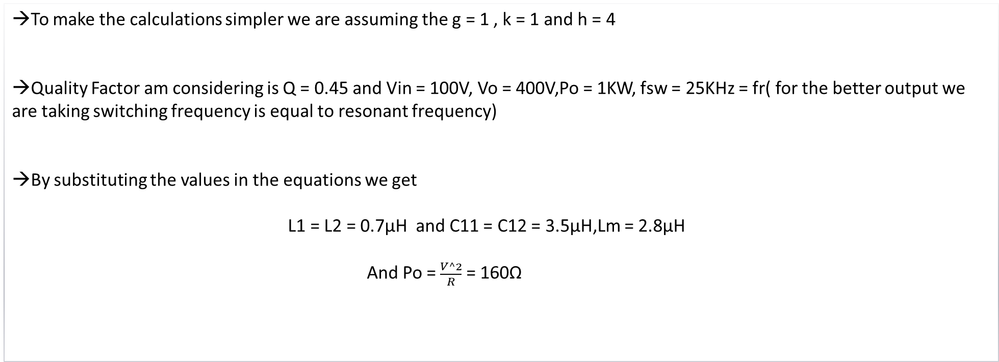 →To make the calculations simpler we are assuming the g = 1 , k = 1 and h = 4
→Quality Factor am considering is Q = 0.45 and Vin = 100V, Vo = 400V,Po = 1KW, fsw = 25KHz = fr( for the better output we
are taking switching frequency is equal to resonant frequency)
→By substituting the values in the equations we get
L1 = L2 = 0.7µH and C11 = C12 = 3.5µH,Lm = 2.8µH
And Po = V^2/R = 160Ω